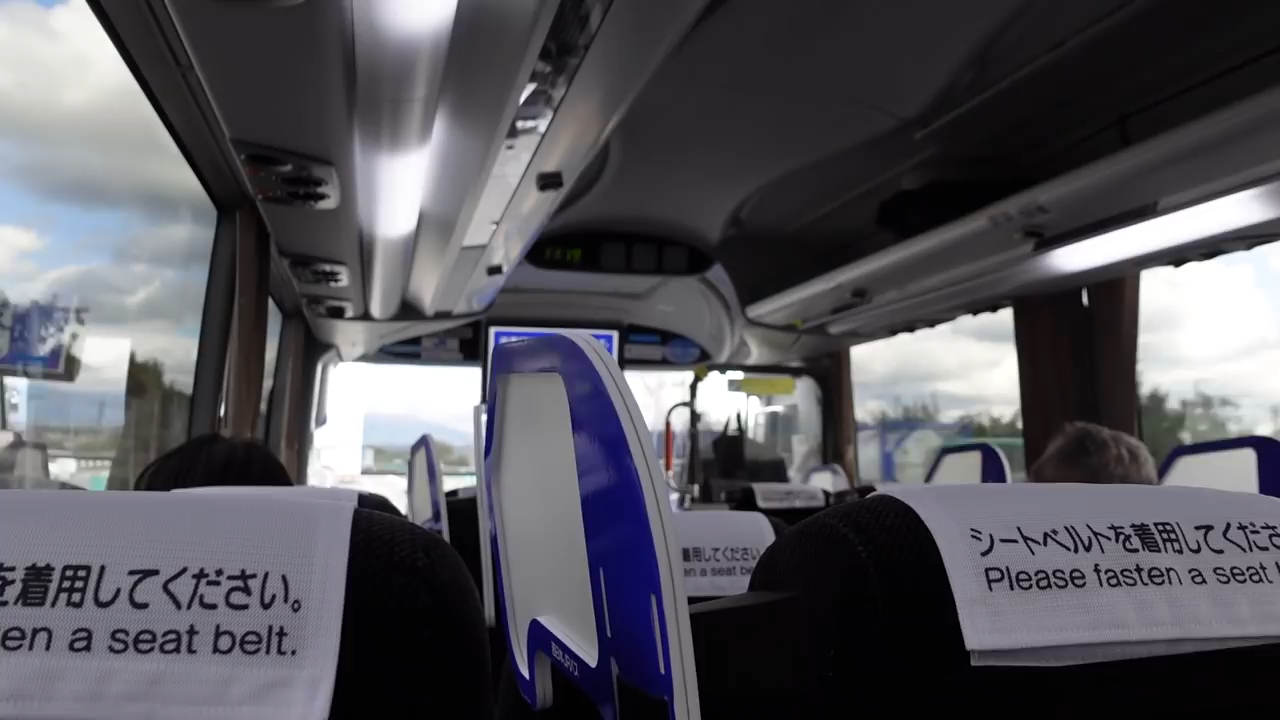 を着用してください。
en a seat belt.
着用してください
en a seat be
シートベルトを着用してくださ
Please fasten a seat